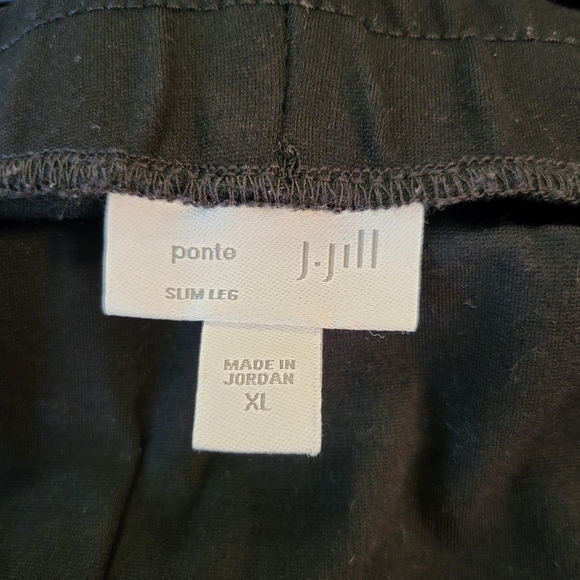 ponte J.Jill
SLIM LEG
MADE IN
JORDAN
XL